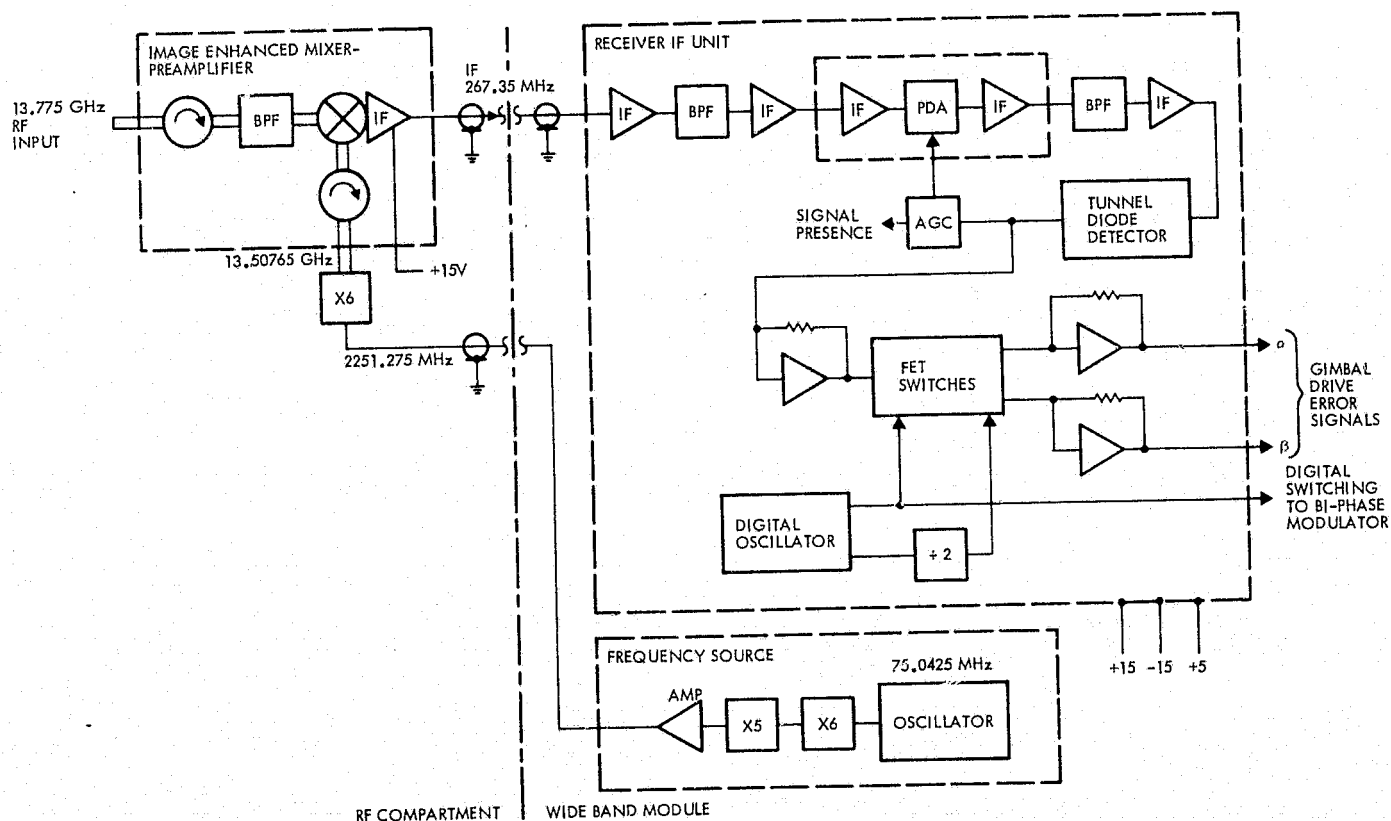 IMAGE ENHANCED MIXER-
PREAMPLIFIER
13.775 GHz
RF
INPUT
BPF
IF
13.50765 GHz
+15V
X6
2251.275 MHz
IF
267.35 MHz
RECEIVER IF UNIT
IF
BPF
IF
IF
PDA
IF
BPF
IF
SIGNAL
PRESENCE
AGC
TUNNEL
DIODE
DETECTOR
FET
SWITCHES
α
β
GIMBAL
DRIVE
ERROR
SIGNALS
DIGITAL
SWITCHING
TO BI-PHASE
MODULATOR
DIGITAL
OSCILLATOR
÷ 2
+15 -15 +5
FREQUENCY SOURCE
75.0425 MHz
AMP
X5
X6
OSCILLATOR
RF COMPARTMENT
WIDE BAND MODULE